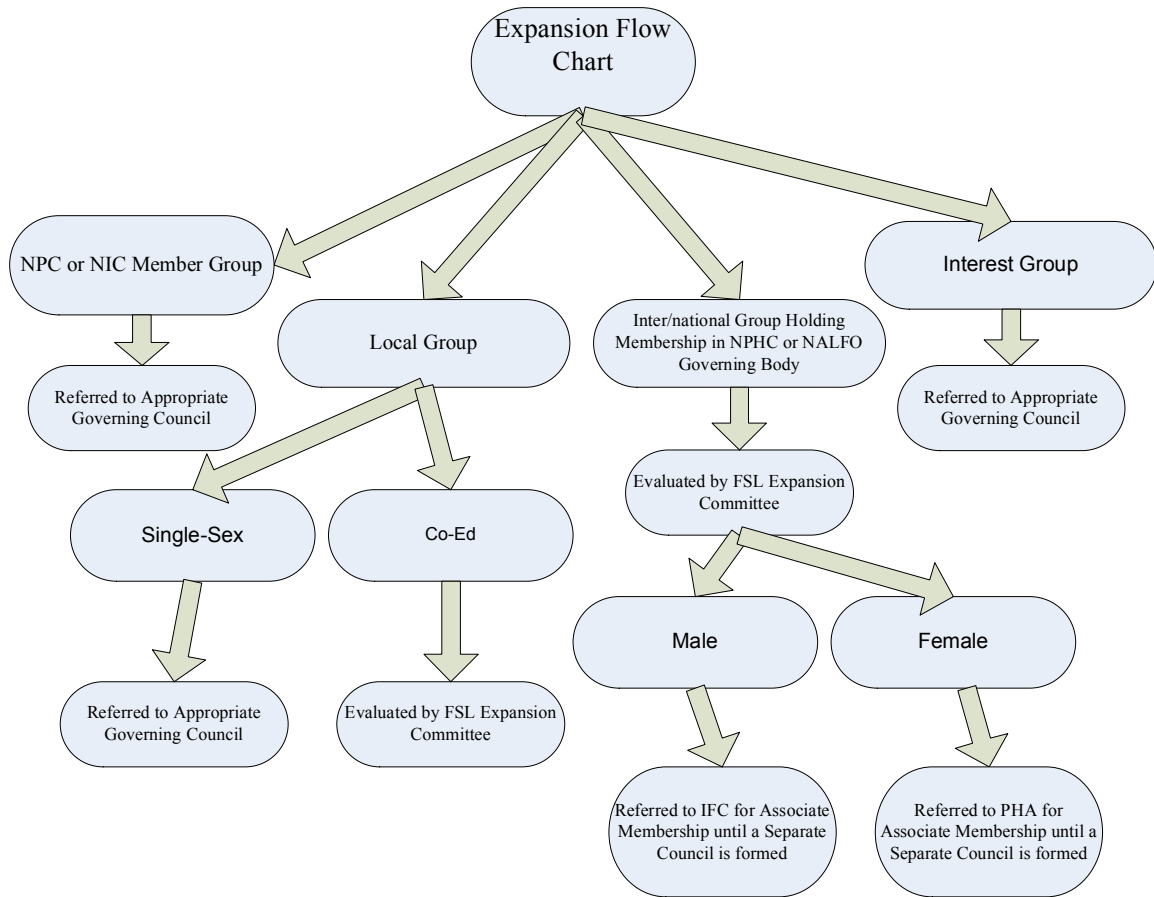 Expansion Flow
Chart
NPC or NIC Member Group
Interest Group
Local Group
Inter/national Group Holding
Membership in NPHC or NALFO
Governing Body
Referred to Appropriate
Governing Council
Referred to Appropriate
Governing Council
Evaluated by FSL Expansion
Committee
Single-Sex
Co-Ed
Male
Female
Referred to Appropriate
Governing Council
Evaluated by FSL Expansion
Committee
Referred to IFC for Associate
Membership until a Separate
Council is formed
Referred to PHA for
Associate Membership until a
Separate Council is formed